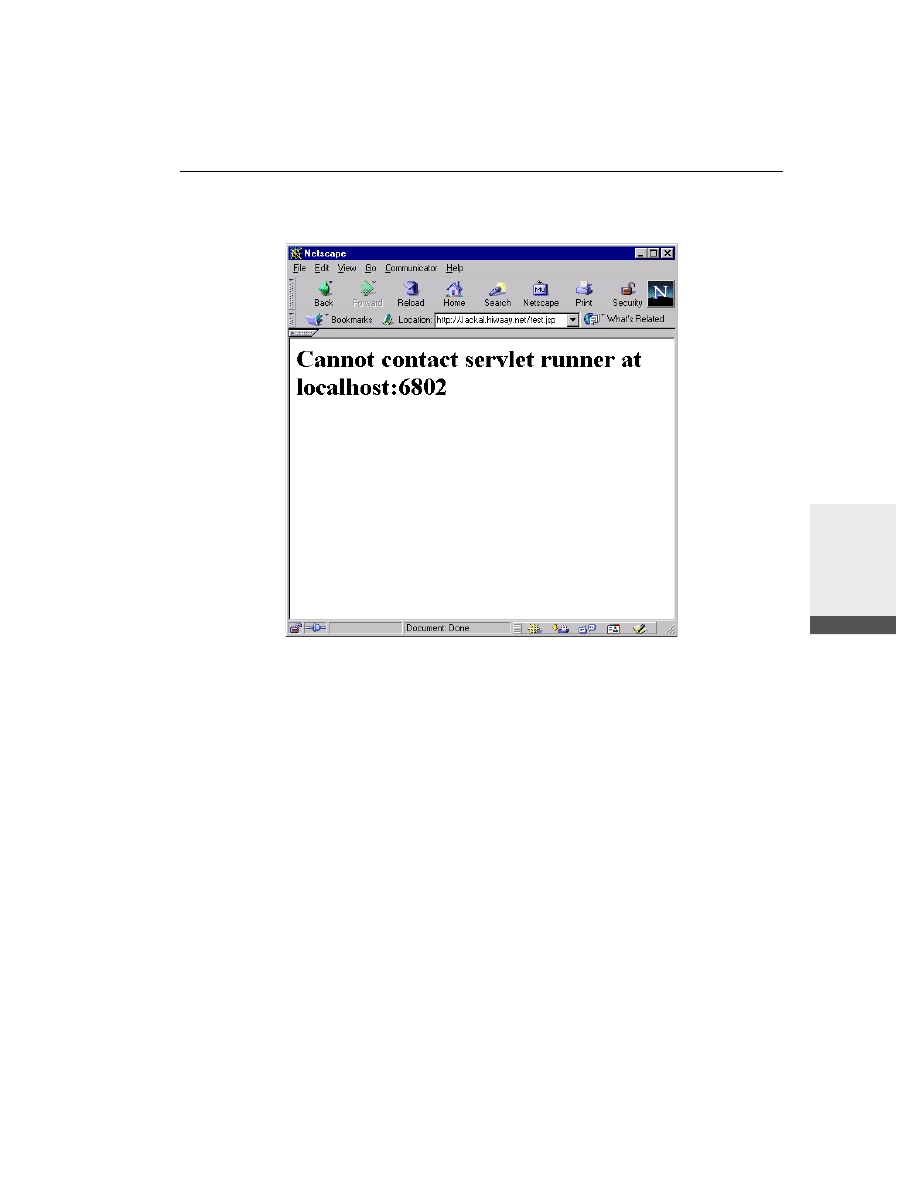 Netscape
File Edit View Go Communicator Help
Back Forward Reload Home Search Netscape Print Security
Bookmarks Location: http://Jackal.hiwaay.net/test.jsp What's Related
Cannot contact servlet runner at
localhost:6802
Document: Done